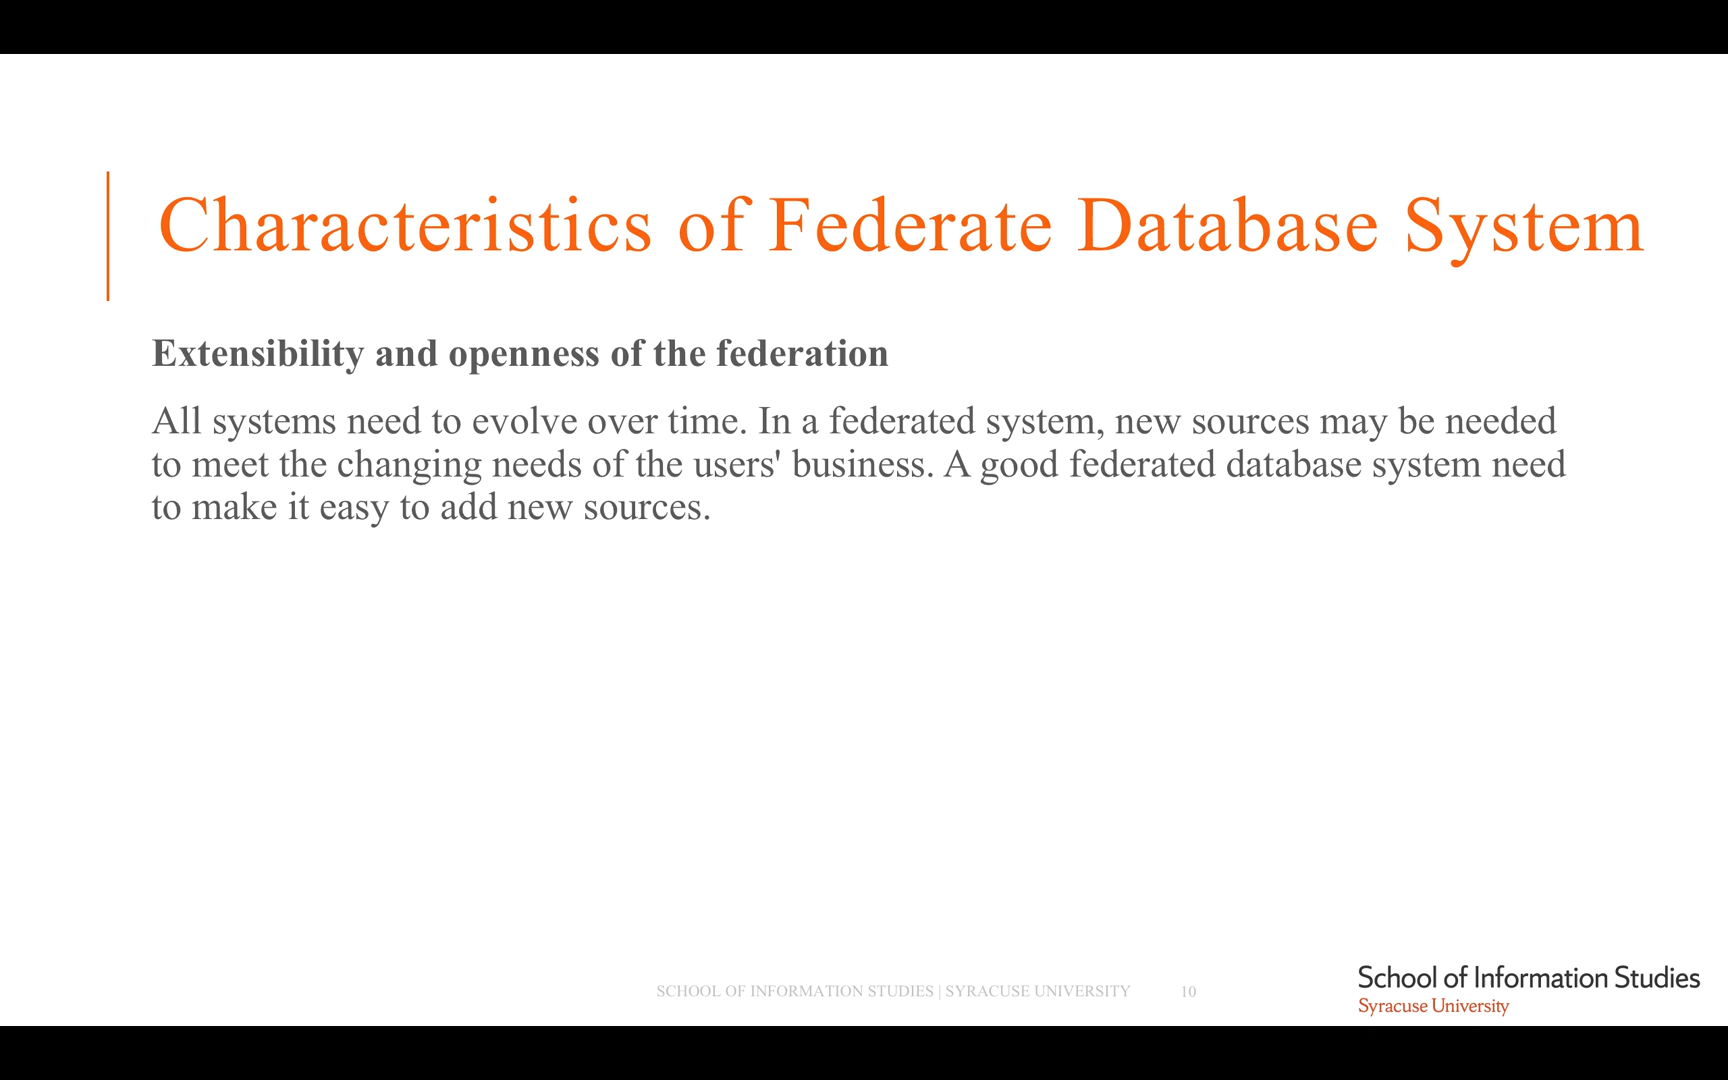 Characteristics of Federate Database System
Extensibility and openness of the federation
All systems need to evolve over time. In a federated system, new sources may be needed
to meet the changing needs of the users' business. A good federated database system need
to make it easy to add new sources.
SCHOOL OF INFORMATION STUDIES | SYRACUSE UNIVERSITY 10
School of Information Studies
Syracuse University